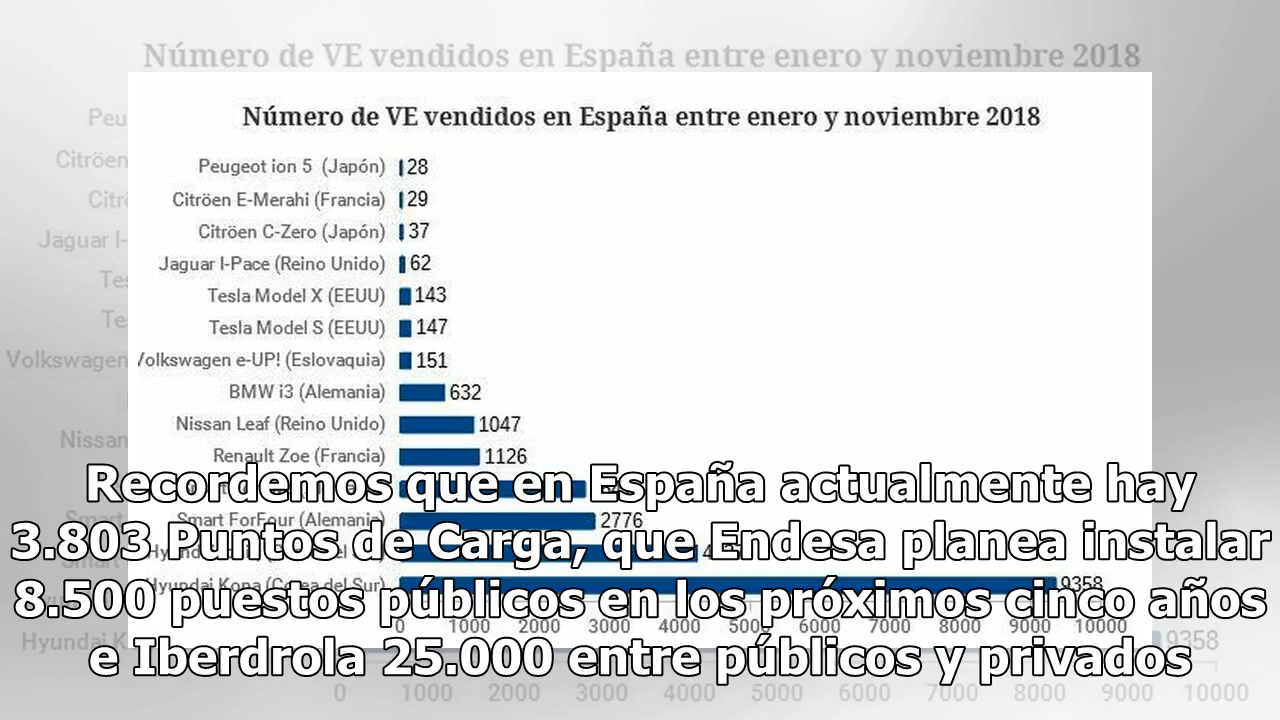 Número de VE vendidos en España entre enero y noviembre 2018
Número de VE vendidos en España entre enero y noviembre 2018
Peugeot ion 5 (Japón) 28
Citröen E-Merahi (Francia) 29
Citröen C-Zero (Japón) 37
Jaguar I-Pace (Reino Unido) 62
Tesla Model X (EEUU) 143
Tesla Model S (EEUU) 147
Volkswagen e-UP! (Eslovaquia) 151
BMW i3 (Alemania) 632
Nissan Leaf (Reino Unido) 1047
Renault Zoe (Francia) 1126
Smart ForFour (Alemania) 2776
Hyundai Kona (Corea del Sur) 9358
0 1000 2000 3000 4000 5000 6000 7000 8000 9000 10000
Recordemos que en España actualmente hay
3.803 Puntos de Carga, que Endesa planea instalar
8.500 puestos públicos en los próximos cinco años
e Iberdrola 25.000 entre públicos y privados
9358
0 1000 2000 3000 4000 5000 6000 7000 8000 9000 10000